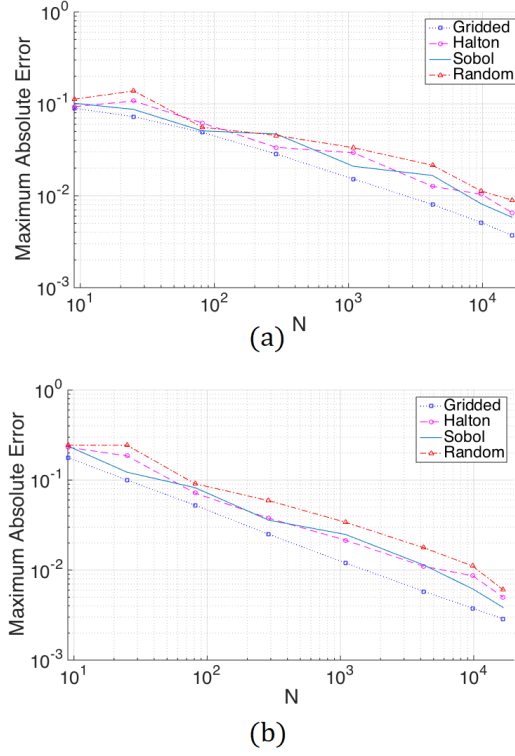 10^0
10^-1
10^-2
10^-3
Maximum Absolute Error
Gridded
Halton
Sobol
Random
10^1
10^2
10^3
10^4
N
(a)
10^0
10^-1
10^-2
10^-3
Maximum Absolute Error
Gridded
Halton
Sobol
Random
10^1
10^2
10^3
10^4
N
(b)